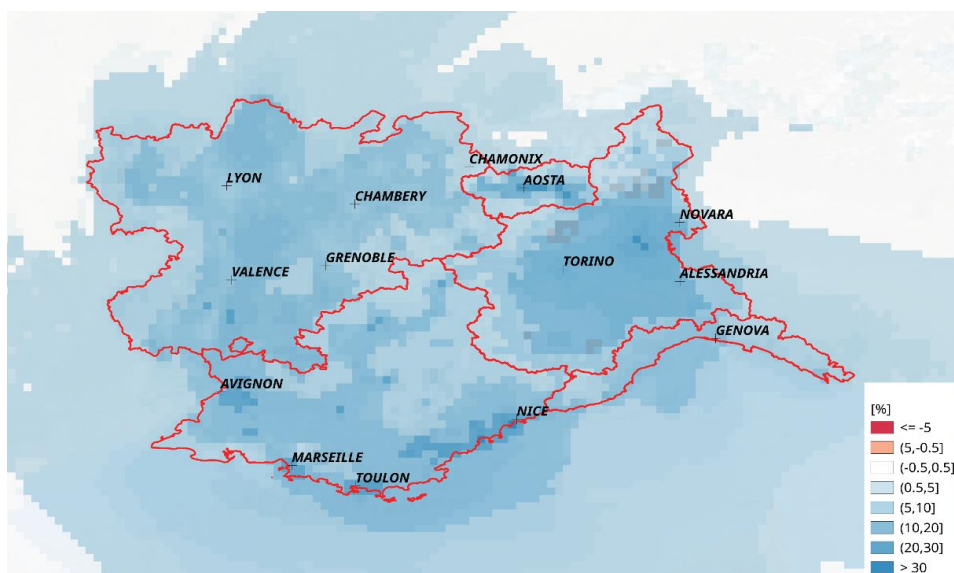 CHAMONIX
LYON
AOSTA
CHAMBERY
NOVARA
GRENOBLE
TORINO
VALENCE
ALESSANDRIA
GENOVA
AVIGNON
NICE
MARSEILLE
TOULON
[%]
<= -5
(5,-0.5]
(-0.5,0.5]
(0.5,5]
(5,10]
(10,20]
(20,30]
> 30